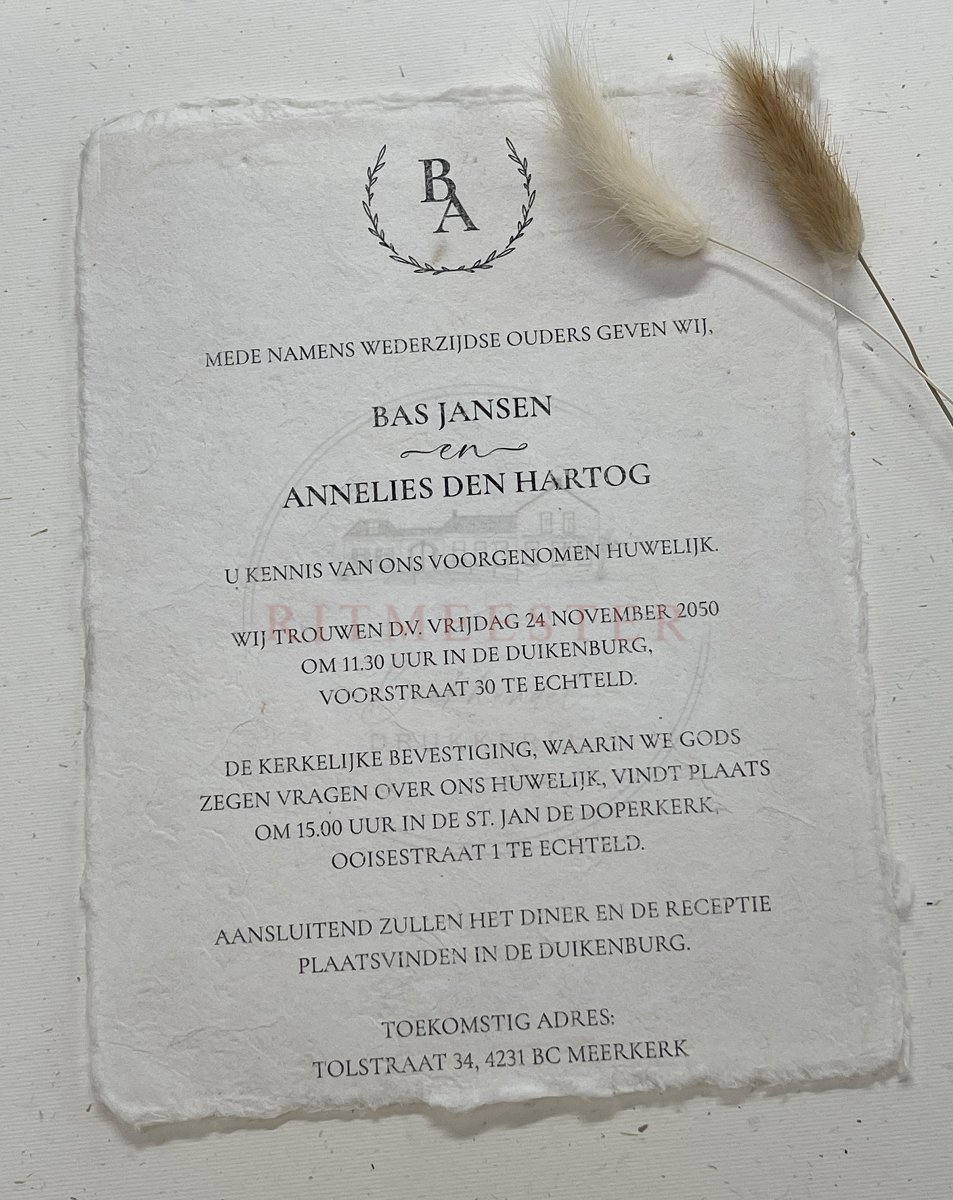 B
A
MEDE NAMENS WEDERZIJDSE OUDERS GEVEN WIJ,
BAS JANSEN
en
ANNELIES DEN HARTOG
U KENNIS VAN ONS VOORGENOMEN HUWELIJK.
RITMEESTER
WIJ TROUWEN D.V. VRIJDAG 24 NOVEMBER 2050
OM 11.30 UUR IN DE DUIKENBURG,
VOORSTRAAT 30 TE ECHTELD.
DE KERKELIJKE BEVESTIGING, WAARIN WE GODS
ZEGEN VRAGEN OVER ONS HUWELIJK, VINDT PLAATS
OM 15.00 UUR IN DE ST. JAN DE DOPERKERK,
OOISESTRAAT 1 TE ECHTELD.
AANSLUITEND ZULLEN HET DINER EN DE RECEPTIE
PLAATSVINDEN IN DE DUIKENBURG.
TOEKOMSTIG ADRES:
TOLSTRAAT 34, 4231 BC MEERKERK